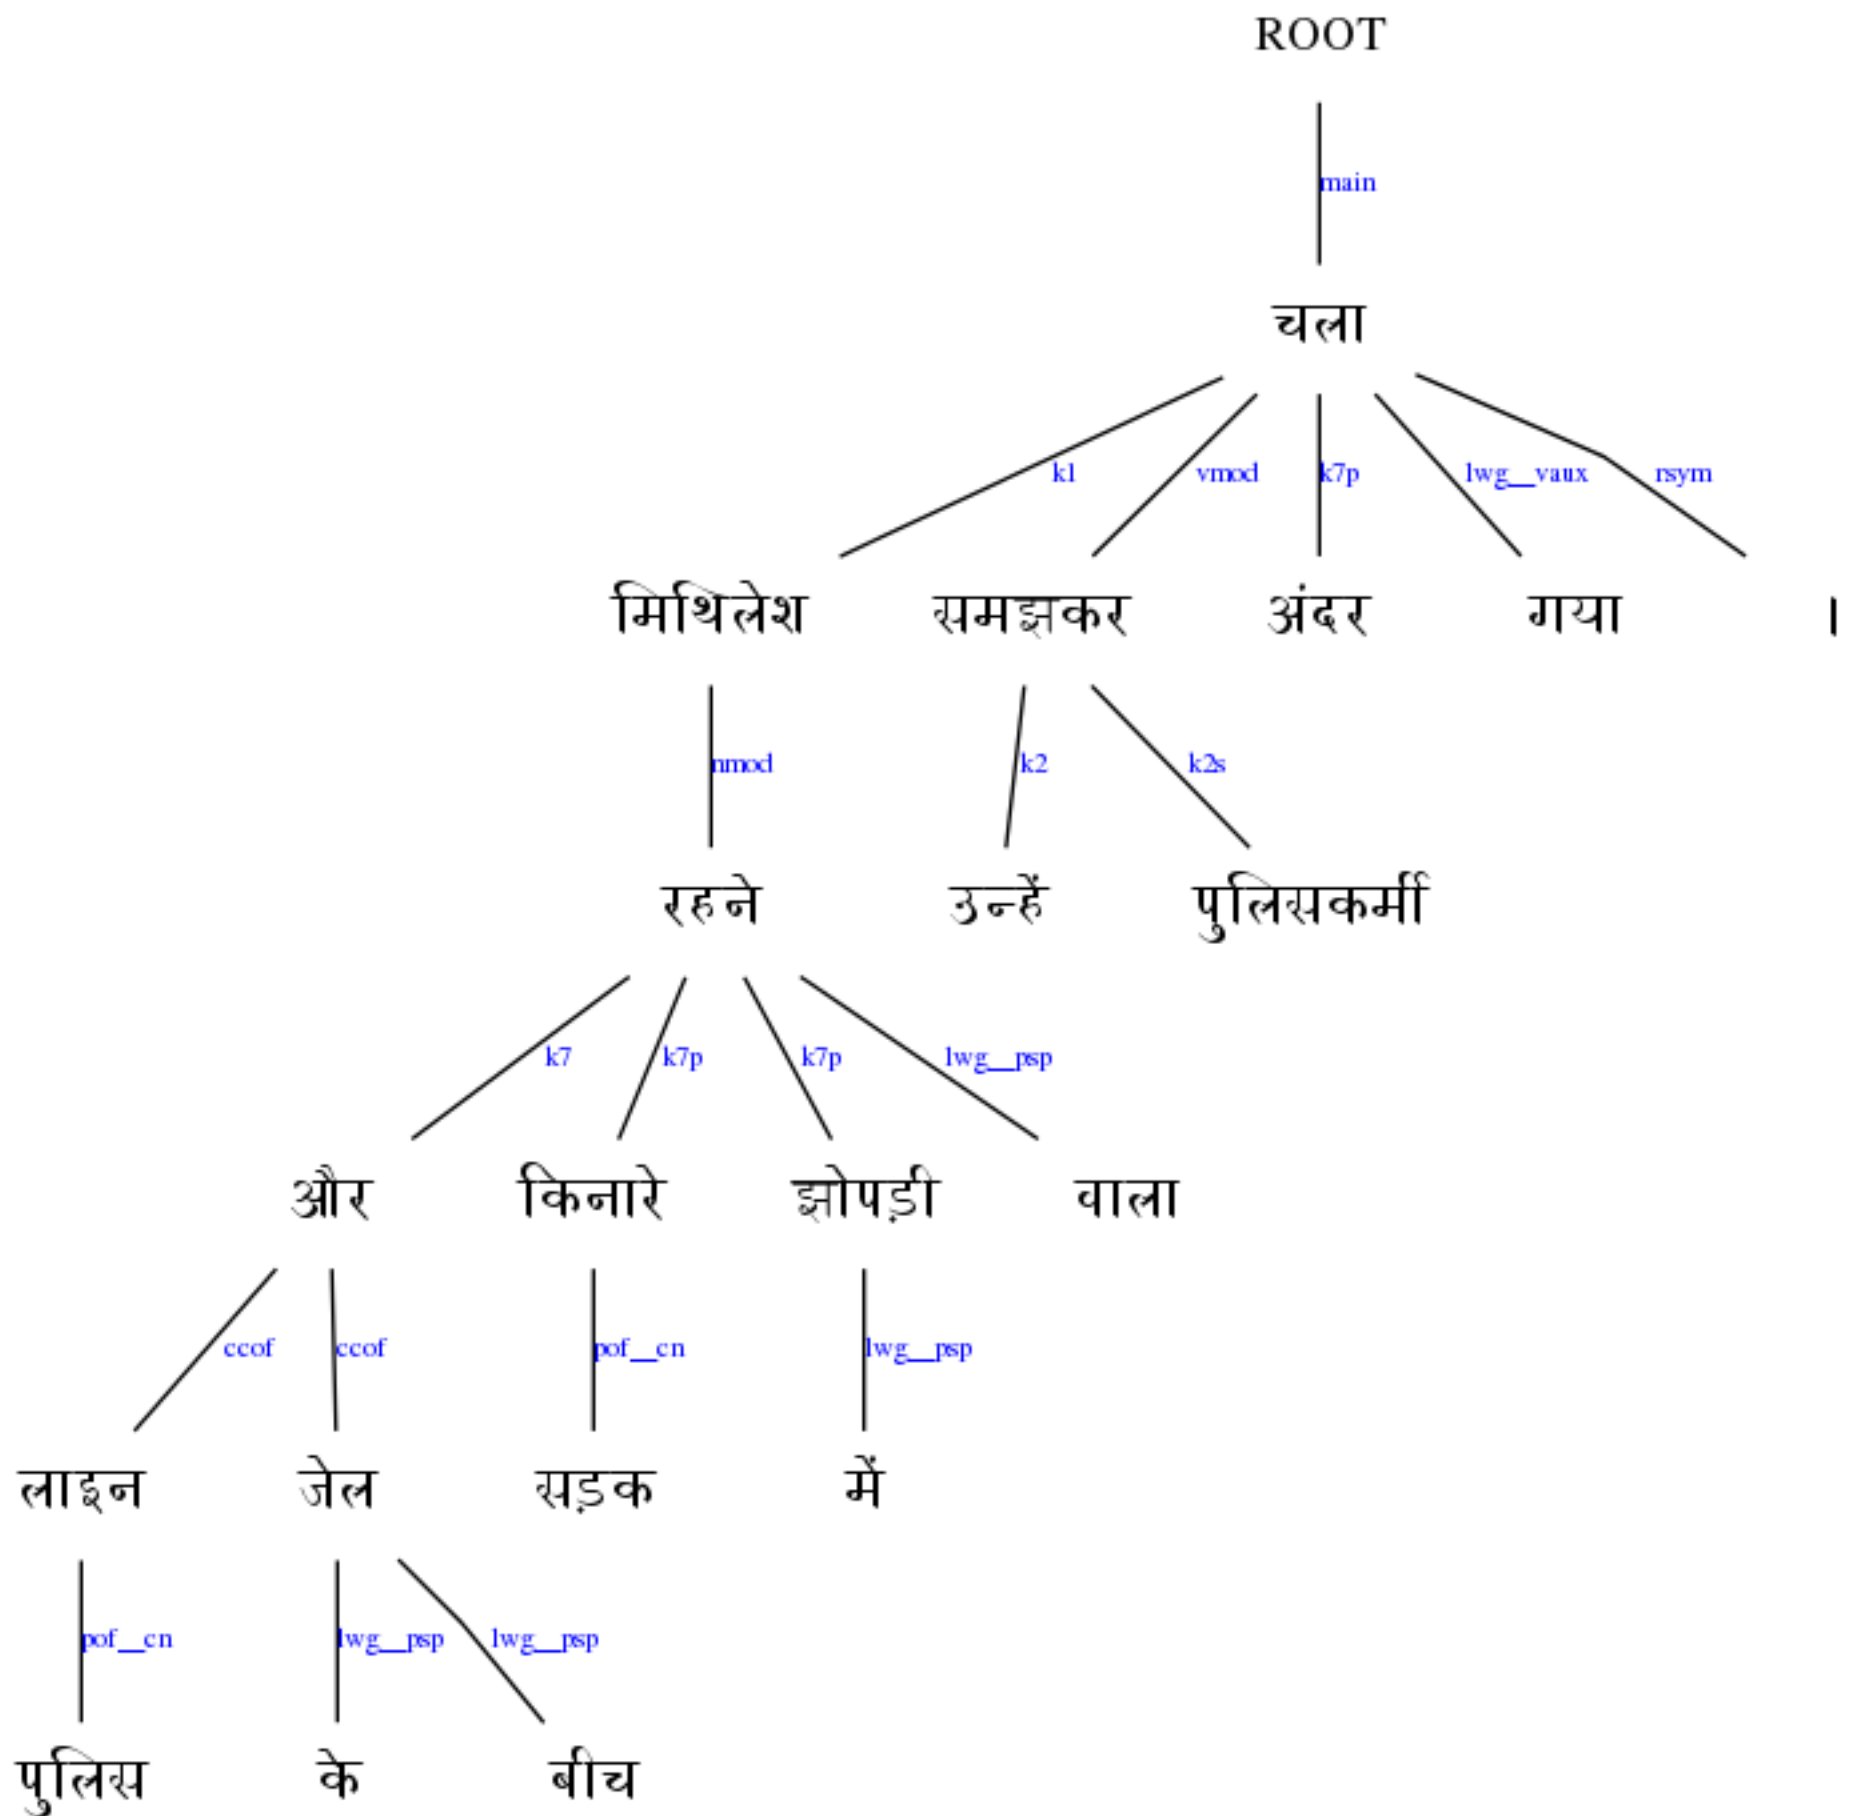 ROOT
main
चला
k1 vmod k7p lwg__vaux rsym
मिथिलेश समझकर अंदर गया ।
nmod k2 k2s
रहने उन्हें पुलिसकर्मी
k7 k7p k7p lwg__psp
और किनारे झोपड़ी वाला
ccof ccof pof__cn lwg__psp
लाइन जेल सड़क में
pof__cn lwg__psp lwg__psp
पुलिस के बीच